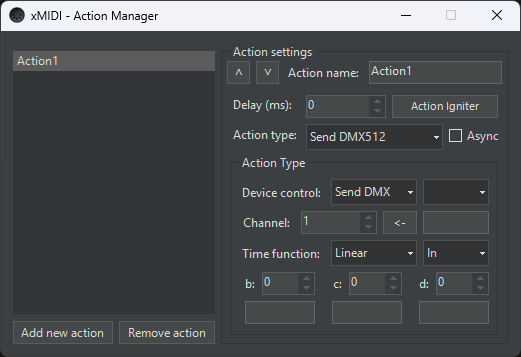 xMIDI - Action Manager
Action1
Add new action
Remove action
Action settings
^ v Action name: Action1
Delay (ms): 0 Action Igniter
Action type: Send DMX512 Async
Action Type
Device control: Send DMX
Channel: 1 <-
Time function: Linear In
b: 0 c: 0 d: 0